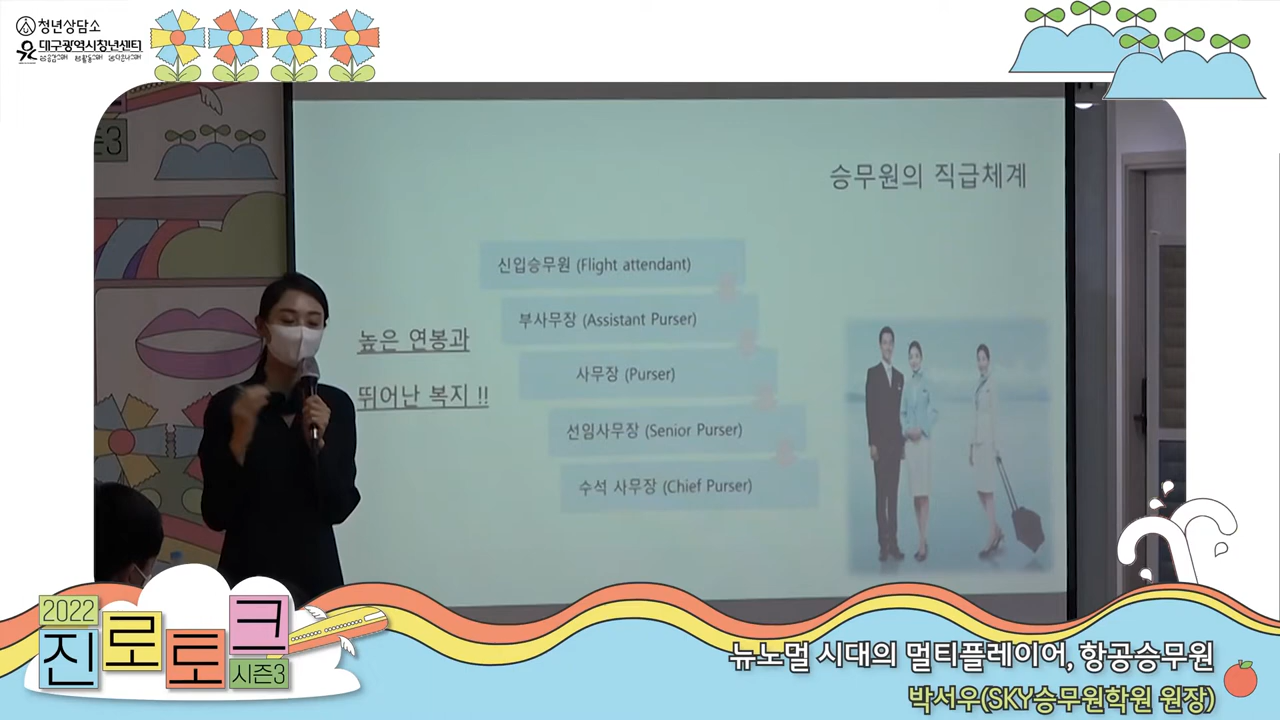 청년상담소
대구광역시청년센터
즌3
승무원의 직급체계
신입승무원 (Flight attendant)
부사무장 (Assistant Purser)
높은 연봉과
사무장 (Purser)
뛰어난 복지 !!
선임사무장 (Senior Purser)
수석 사무장 (Chief Purser)
2022
진로토크
시즌3
뉴노멀 시대의 멀티플레이어, 항공승무원
박서우(SKY승무원학원 원장)